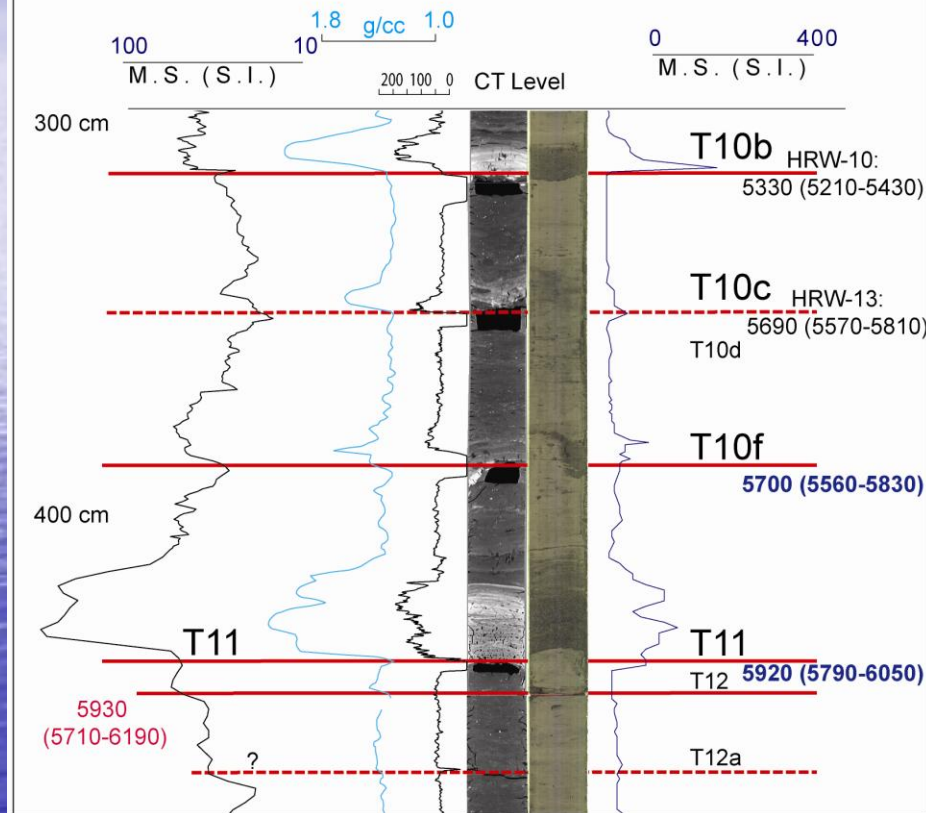 1.8 g/cc 1.0
100 10
M.S. (S.I.)
200 100 0
CT Level
0 400
M.S. (S.I.)
300 cm
T10b HRW-10:
5330 (5210-5430)
T10c HRW-13:
5690 (5570-5810)
T10d
T10f
5700 (5560-5830)
400 cm
T11 T11
5920 (5790-6050)
T12
5930
(5710-6190)
?
T12a